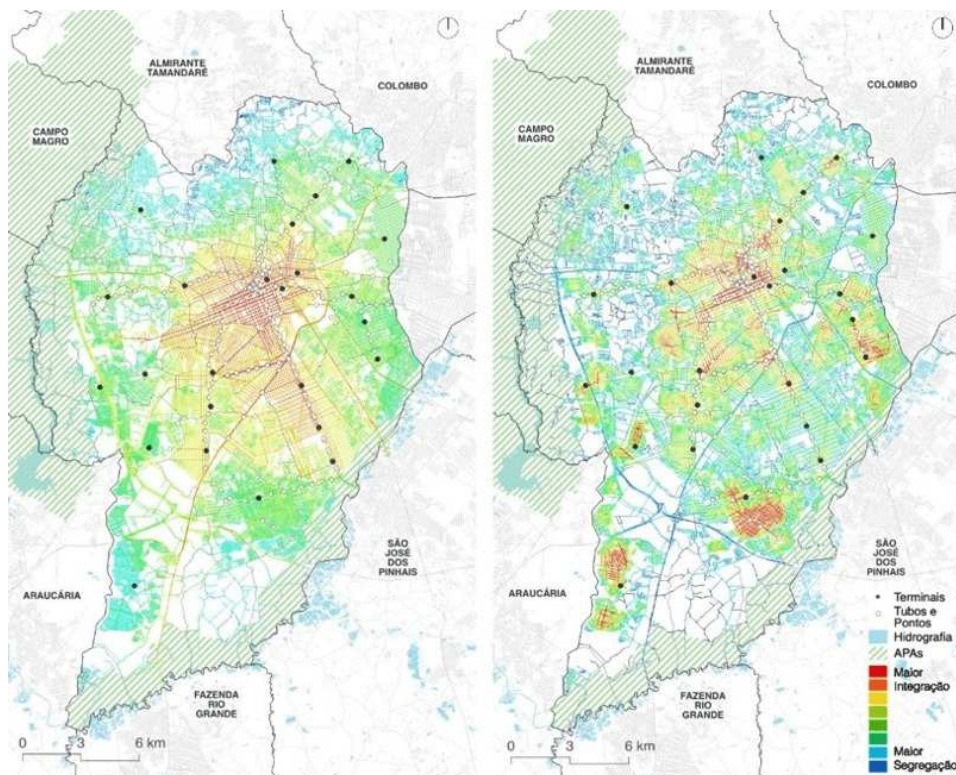 ALMIRANTE
TAMANDARÉ
COLOMBO
CAMPO
MAGRO
SÃO
JOSÉ
DOS
PINHAIS
ARAUCÁRIA
FAZENDA
RIO
GRANDE
0 3 6 km
ALMIRANTE
TAMANDARÉ
COLOMBO
CAMPO
MAGRO
SÃO
JOSÉ
DOS
PINHAIS
ARAUCÁRIA
FAZENDA
RIO
GRANDE
0 3 6 km
Terminais
Tubos e
Pontos
Hidrografia
APAs
Maior
Integração
Maior
Segregação